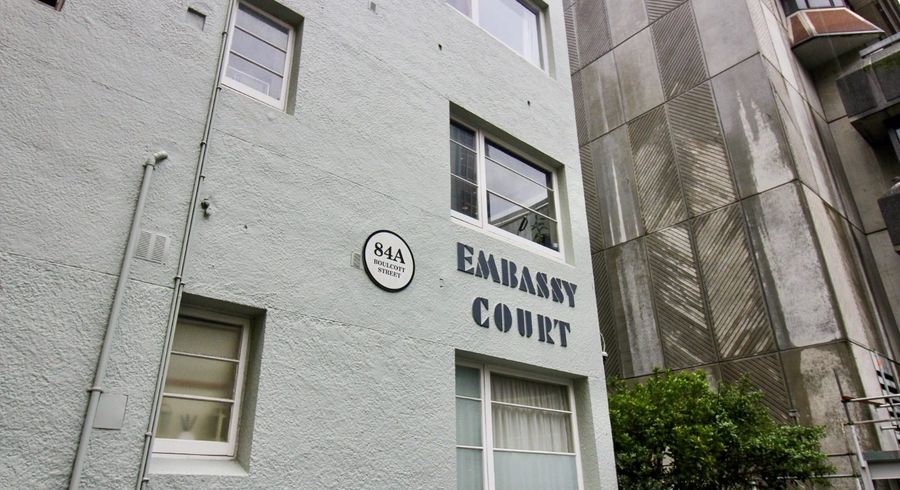 84A
BOULCOTT
STREET
EMBASSY
COURT